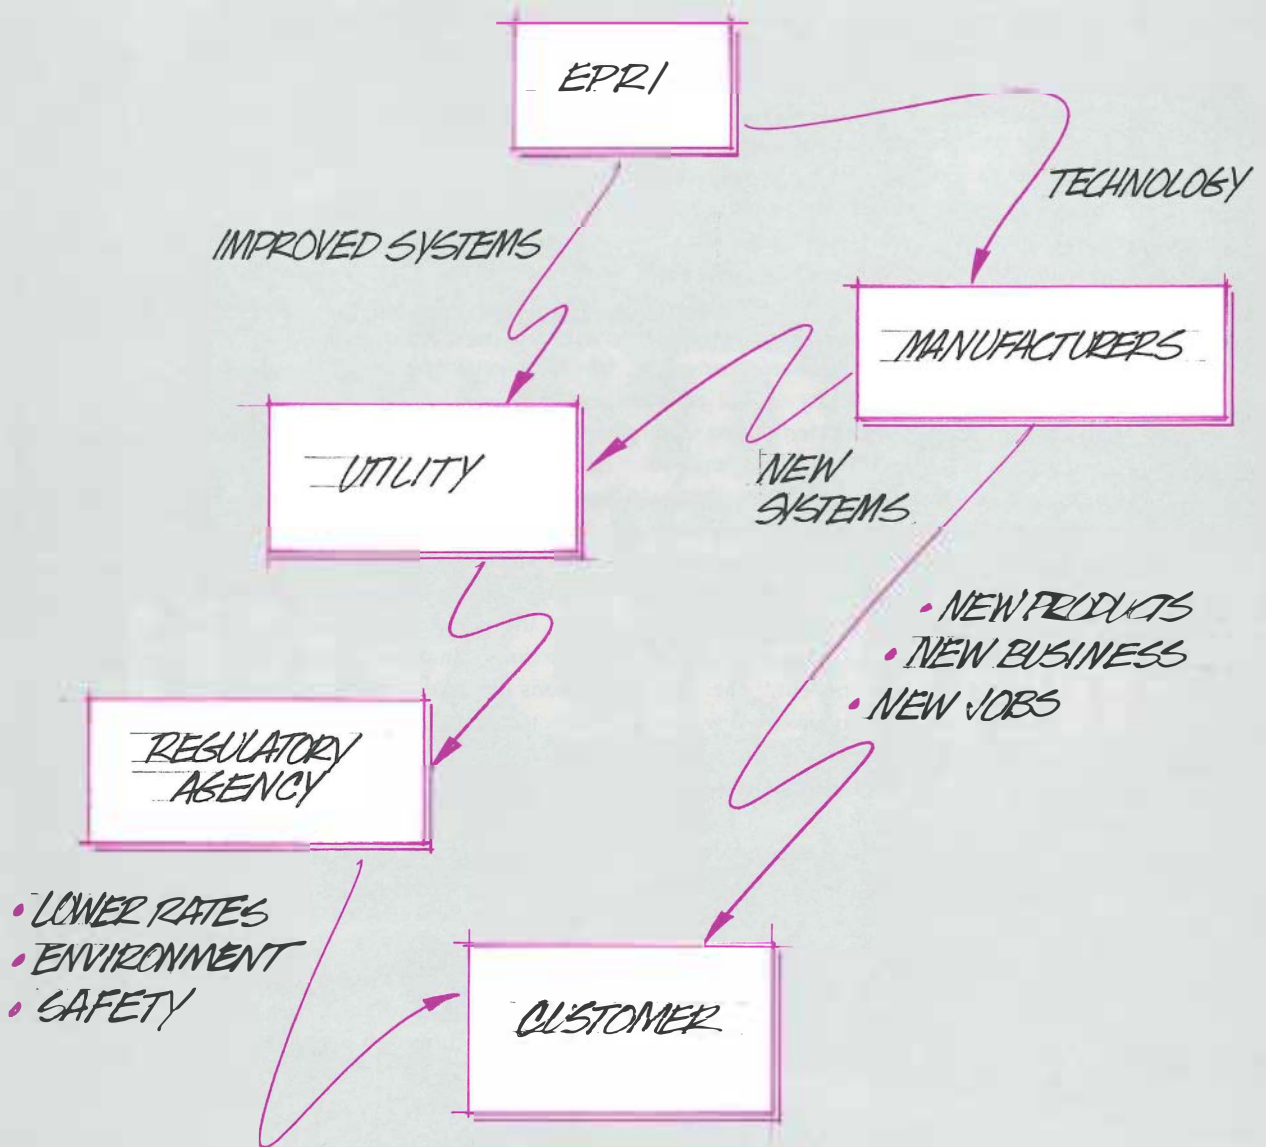 EPRI
TECHNOLOGY
IMPROVED SYSTEMS
MANUFACTURERS
UTILITY
NEW
SYSTEMS
• NEW PRODUCTS
• NEW BUSINESS
• NEW JOBS
REGULATORY
AGENCY
• LOWER RATES
• ENVIRONMENT
• SAFETY
CUSTOMER